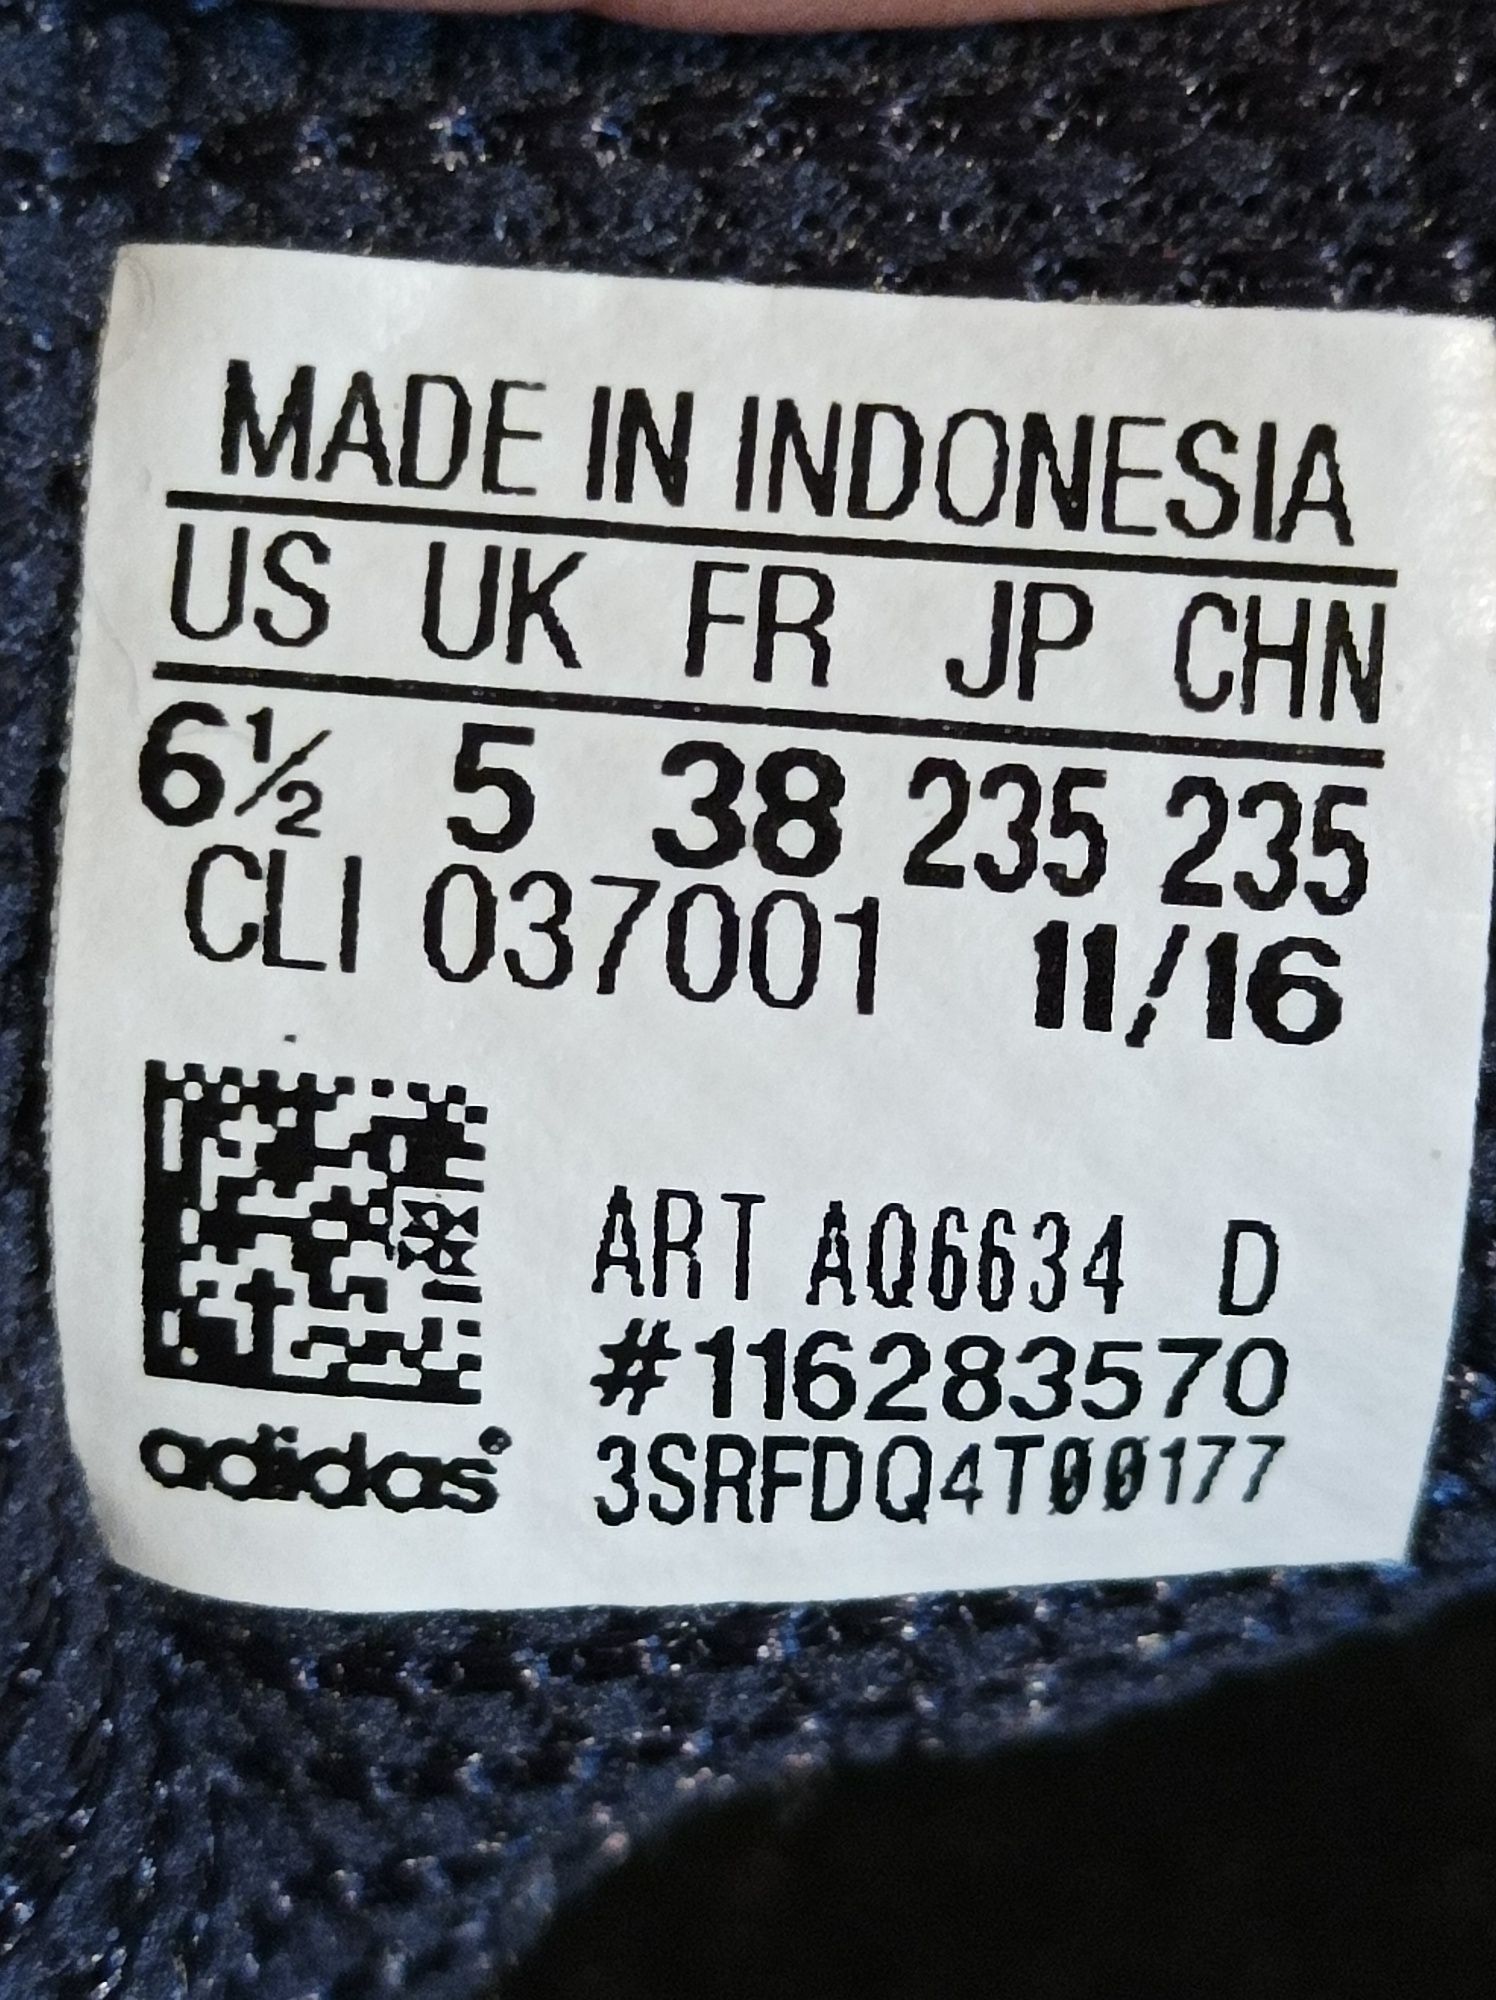 MADE IN INDONESIA
US UK FR JP CHN
6½ 5 38 235 235
CLI 037001 11/16
ART AQ6634 D
#116283570
adidas® 3SRFDQ4T00177